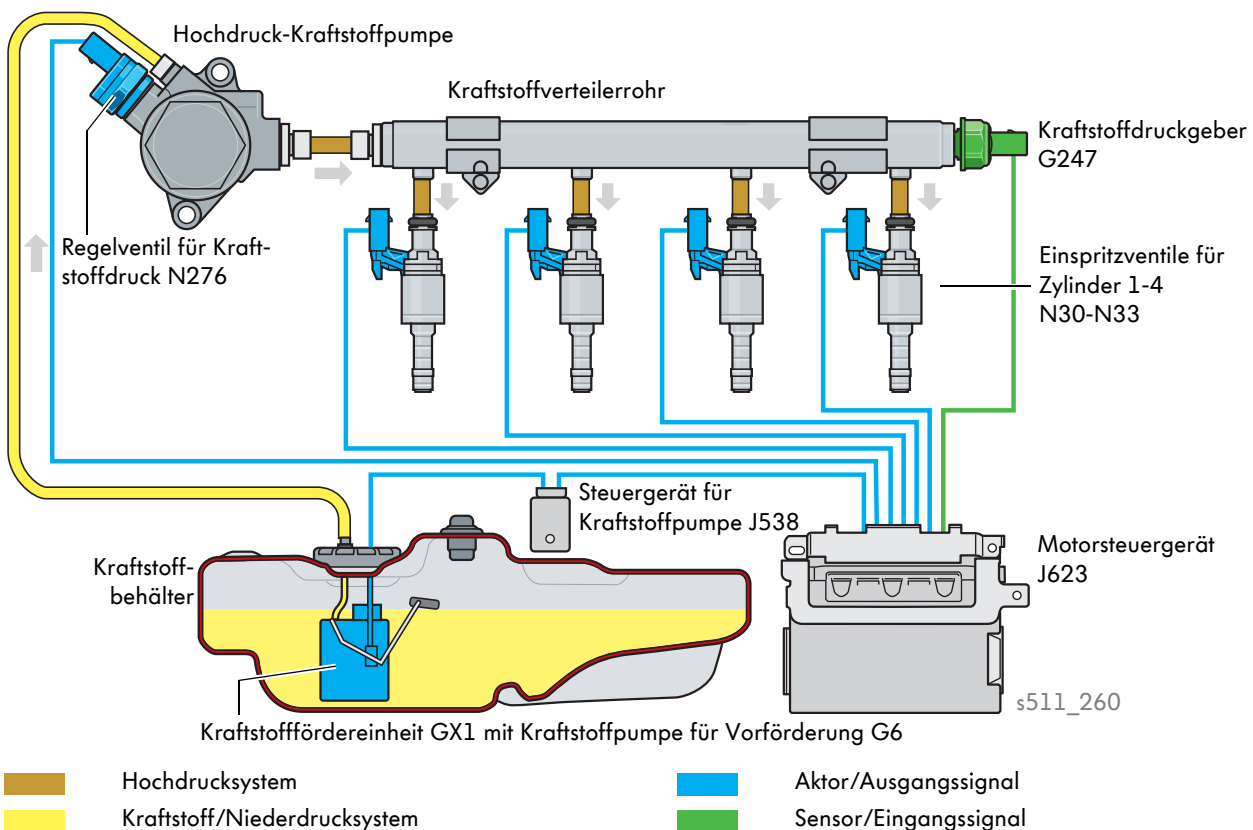 Hochdruck-Kraftstoffpumpe
Kraftstoffverteilerrohr
Kraftstoffdruckgeber
G247
Regelventil für Kraft-
stoffdruck N276
Einspritzventile für
Zylinder 1-4
N30-N33
Steuergerät für
Kraftstoffpumpe J538
Motorsteuergerät
J623
Kraftstoff-
behälter
s511_260
Kraftstofffördereinheit GX1 mit Kraftstoffpumpe für Vorförderung G6
Hochdrucksystem
Aktor/Ausgangssignal
Kraftstoff/Niederdrucksystem
Sensor/Eingangssignal